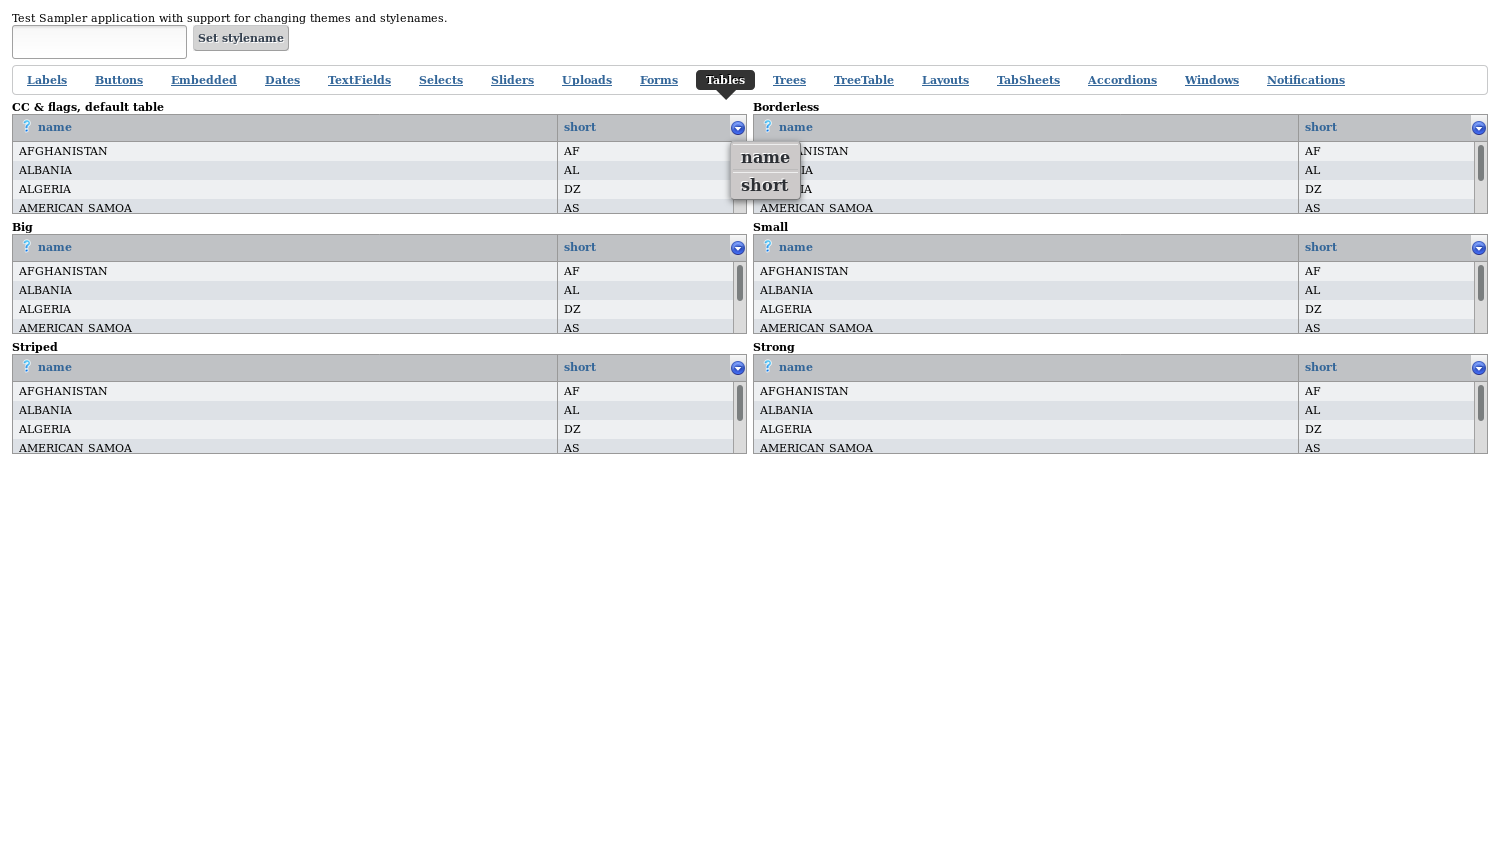 Test Sampler application with support for changing themes and stylenames.
Set stylename
Labels Buttons Embedded Dates TextFields Selects Sliders Uploads Forms Tables Trees TreeTable Layouts TabSheets Accordions Windows Notifications
CC & flags, default table
? name short
AFGHANISTAN AF
ALBANIA AL
ALGERIA DZ
AMERICAN SAMOA AS
name
short
Borderless
? name short
ANISTAN AF
IA AL
IA DZ
AMERICAN SAMOA AS
Big
? name short
AFGHANISTAN AF
ALBANIA AL
ALGERIA DZ
AMERICAN SAMOA AS
Small
? name short
AFGHANISTAN AF
ALBANIA AL
ALGERIA DZ
AMERICAN SAMOA AS
Striped
? name short
AFGHANISTAN AF
ALBANIA AL
ALGERIA DZ
AMERICAN SAMOA AS
Strong
? name short
AFGHANISTAN AF
ALBANIA AL
ALGERIA DZ
AMERICAN SAMOA AS